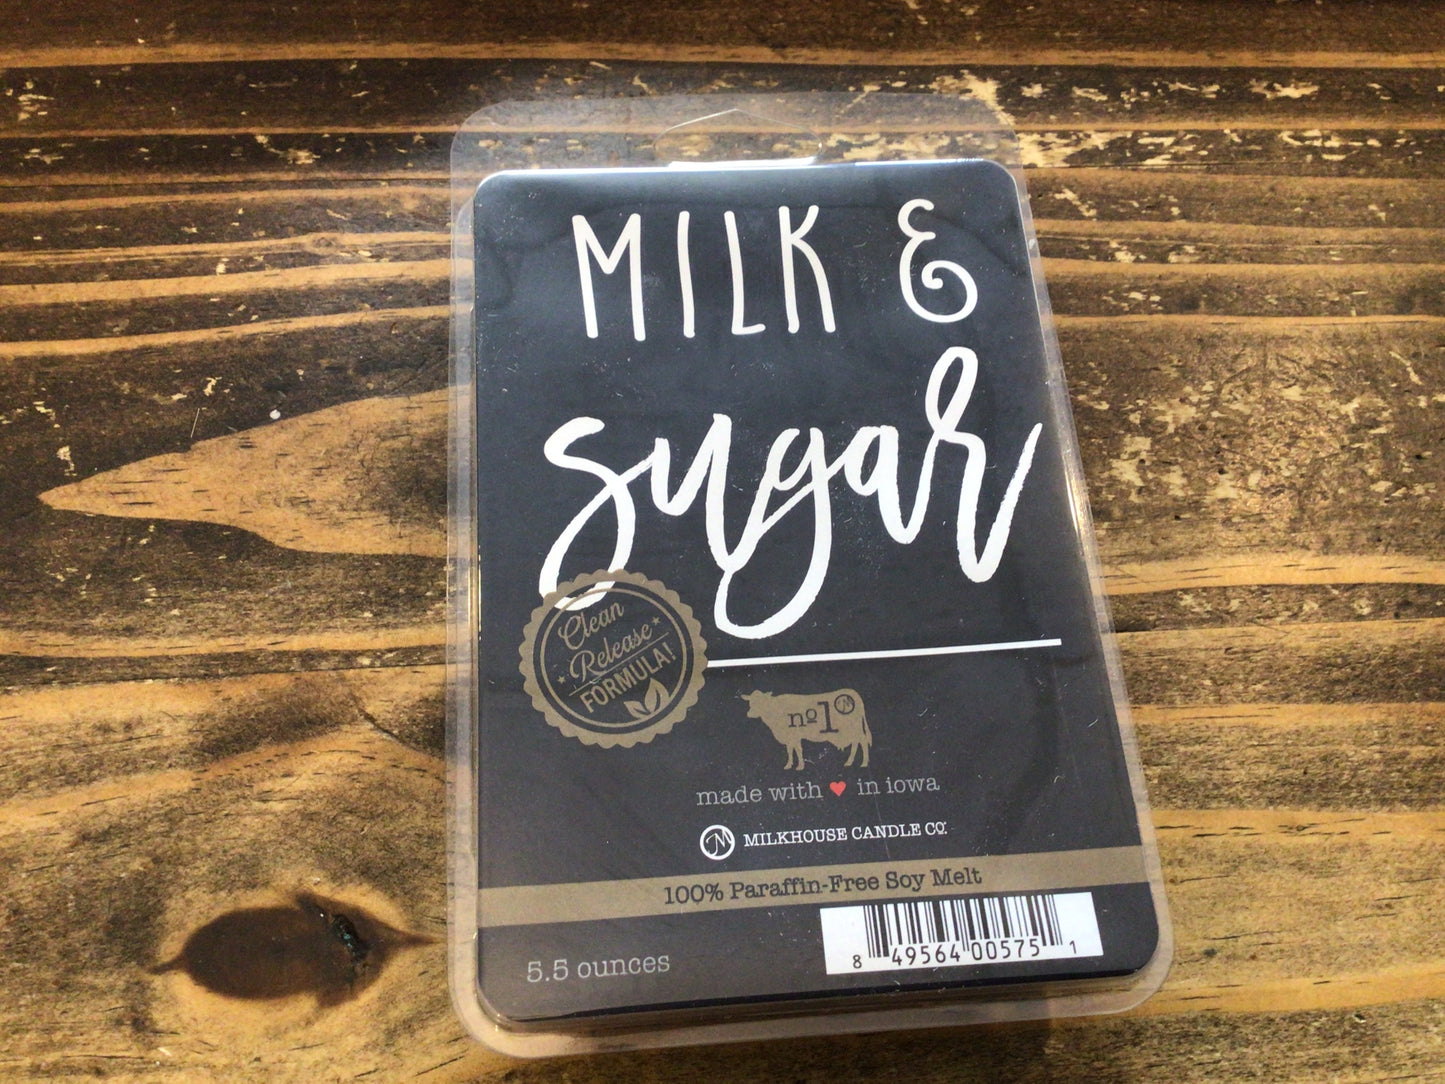 MILK &
sugar
Clean
Release
FORMULA!
nº1
made with ♥ in iowa
M MILKHOUSE CANDLE CO.
100% Paraffin-Free Soy Melt
5.5 ounces
8 49564 00575 1